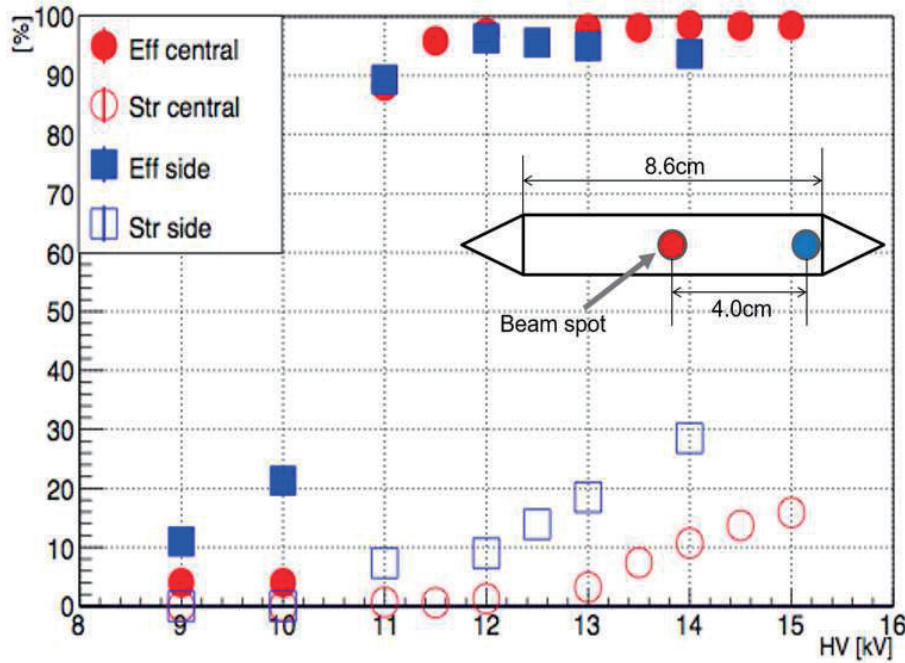 [%]
100
90
80
70
60
50
40
30
20
10
0
Eff central
Str central
Eff side
Str side
8.6cm
4.0cm
Beam spot
8 9 10 11 12 13 14 15 16
HV [kV]